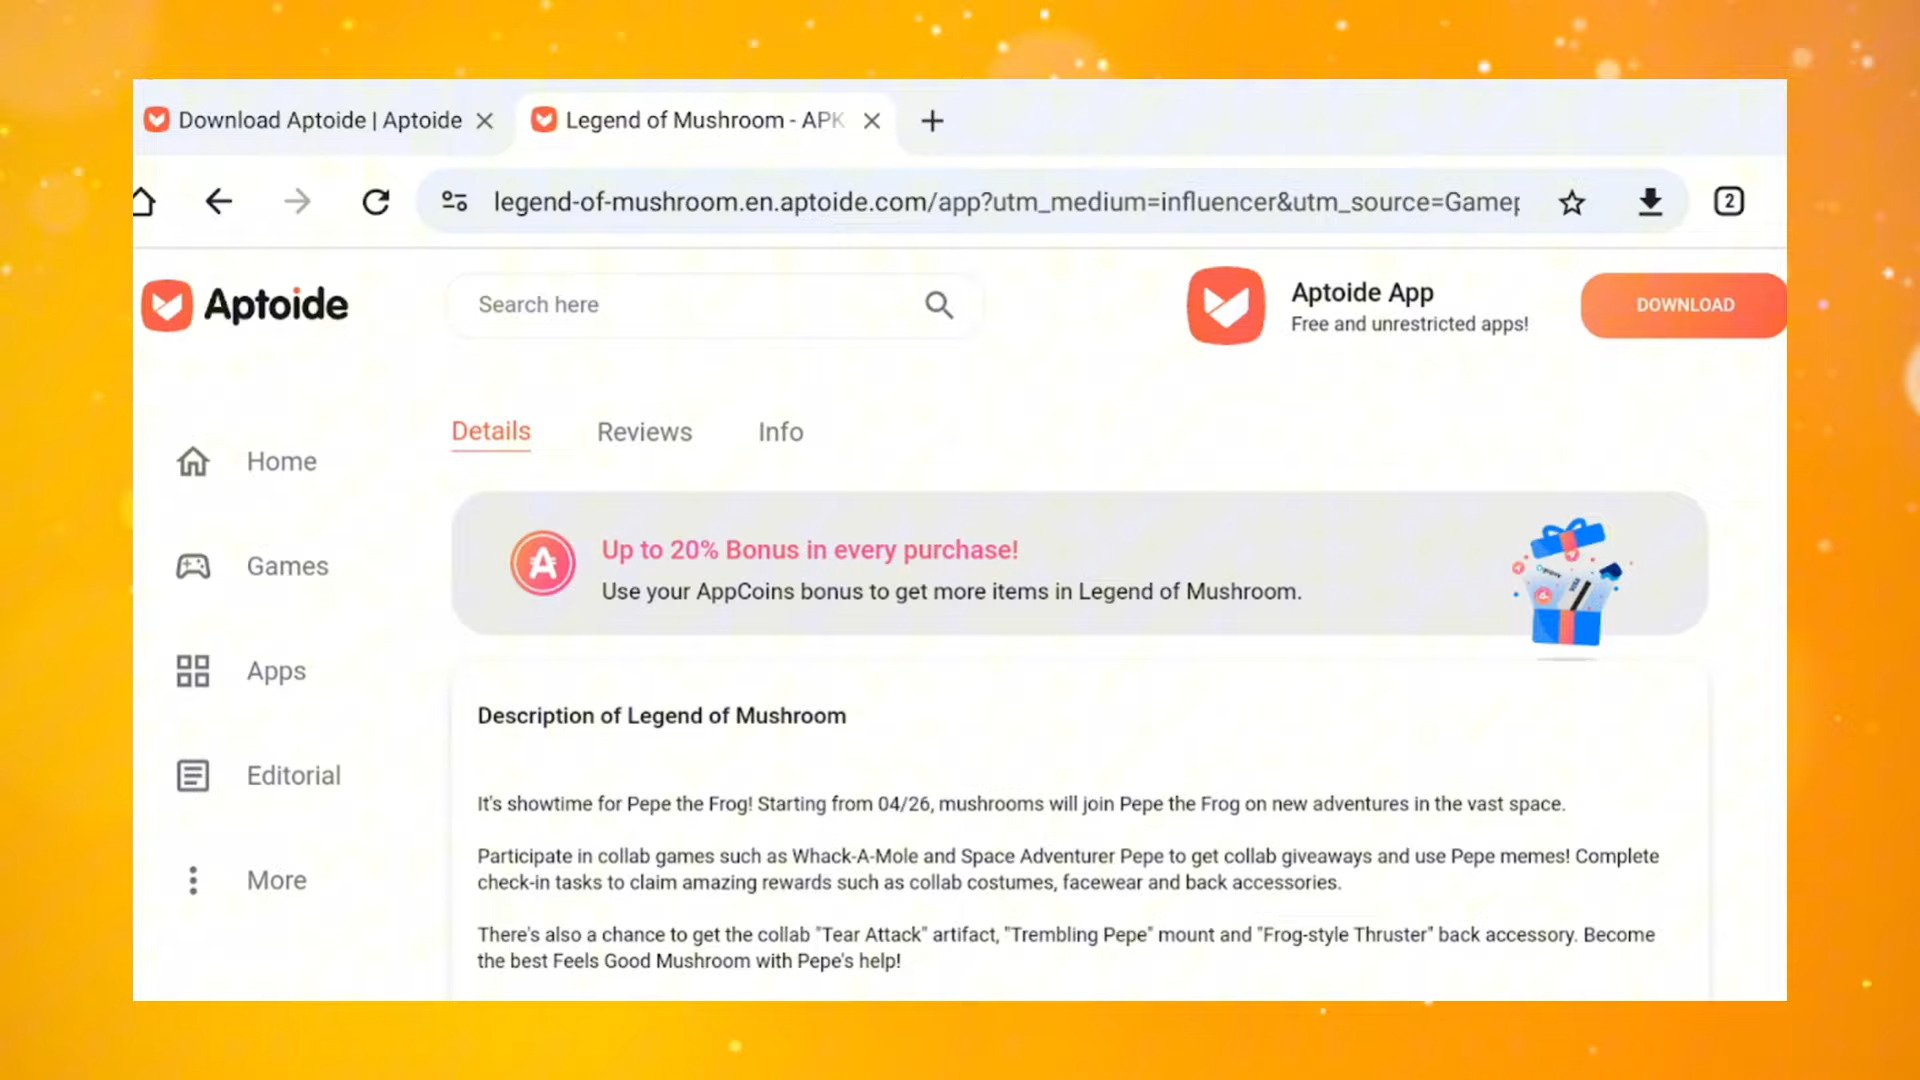 Download Aptoide | Aptoide
Legend of Mushroom - APK
legend-of-mushroom.en.aptoide.com/app?utm_medium=influencer&utm_source=Gamep
2
Aptoide
Search here
Aptoide App
Free and unrestricted apps!
DOWNLOAD
Details
Reviews
Info
Home
Games
Apps
Editorial
More
Up to 20% Bonus in every purchase!
Use your AppCoins bonus to get more items in Legend of Mushroom.
Description of Legend of Mushroom
It's showtime for Pepe the Frog! Starting from 04/26, mushrooms will join Pepe the Frog on new adventures in the vast space.
Participate in collab games such as Whack-A-Mole and Space Adventurer Pepe to get collab giveaways and use Pepe memes! Complete
check-in tasks to claim amazing rewards such as collab costumes, facewear and back accessories.
There's also a chance to get the collab "Tear Attack" artifact, "Trembling Pepe" mount and "Frog-style Thruster" back accessory. Become
the best Feels Good Mushroom with Pepe's help!